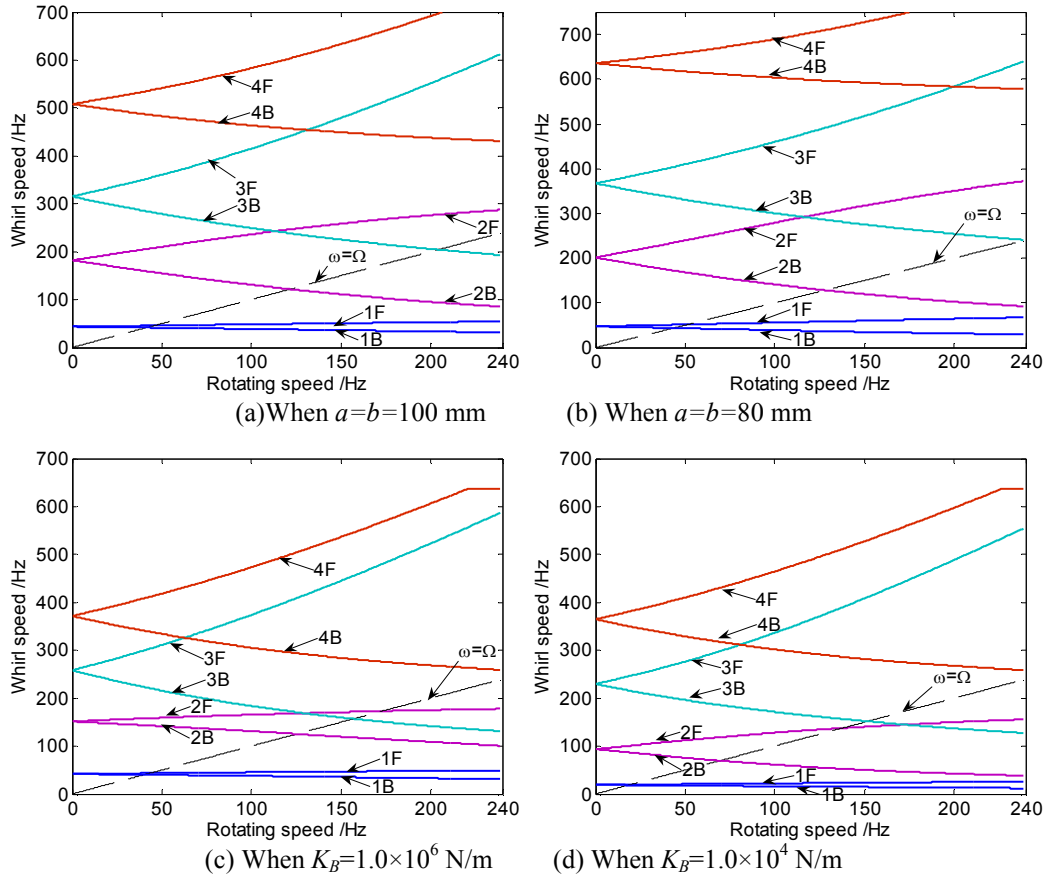 700
600
500
400
300
200
100
0
Whirl speed /Hz
4F
4B
3F
3B
2F
ω=Ω
2B
1F
1B
0 50 100 150 200 240
Rotating speed /Hz
(a)When a=b=100 mm
700
600
500
400
300
200
100
0
Whirl speed /Hz
4F
4B
3F
3B
2F
ω=Ω
2B
1F
1B
0 50 100 150 200 240
Rotating speed /Hz
(b) When a=b=80 mm
700
600
500
400
300
200
100
0
Whirl speed /Hz
4F
4B
3F
ω=Ω
3B
2F
2B
1F
1B
0 50 100 150 200 240
Rotating speed /Hz
(c) When K_B=1.0×10⁶ N/m
700
600
500
400
300
200
100
0
Whirl speed /Hz
4F
4B
3F
ω=Ω
3B
2F
2B
1F
1B
0 50 100 150 200 240
Rotating speed /Hz
(d) When K_B=1.0×10⁴ N/m